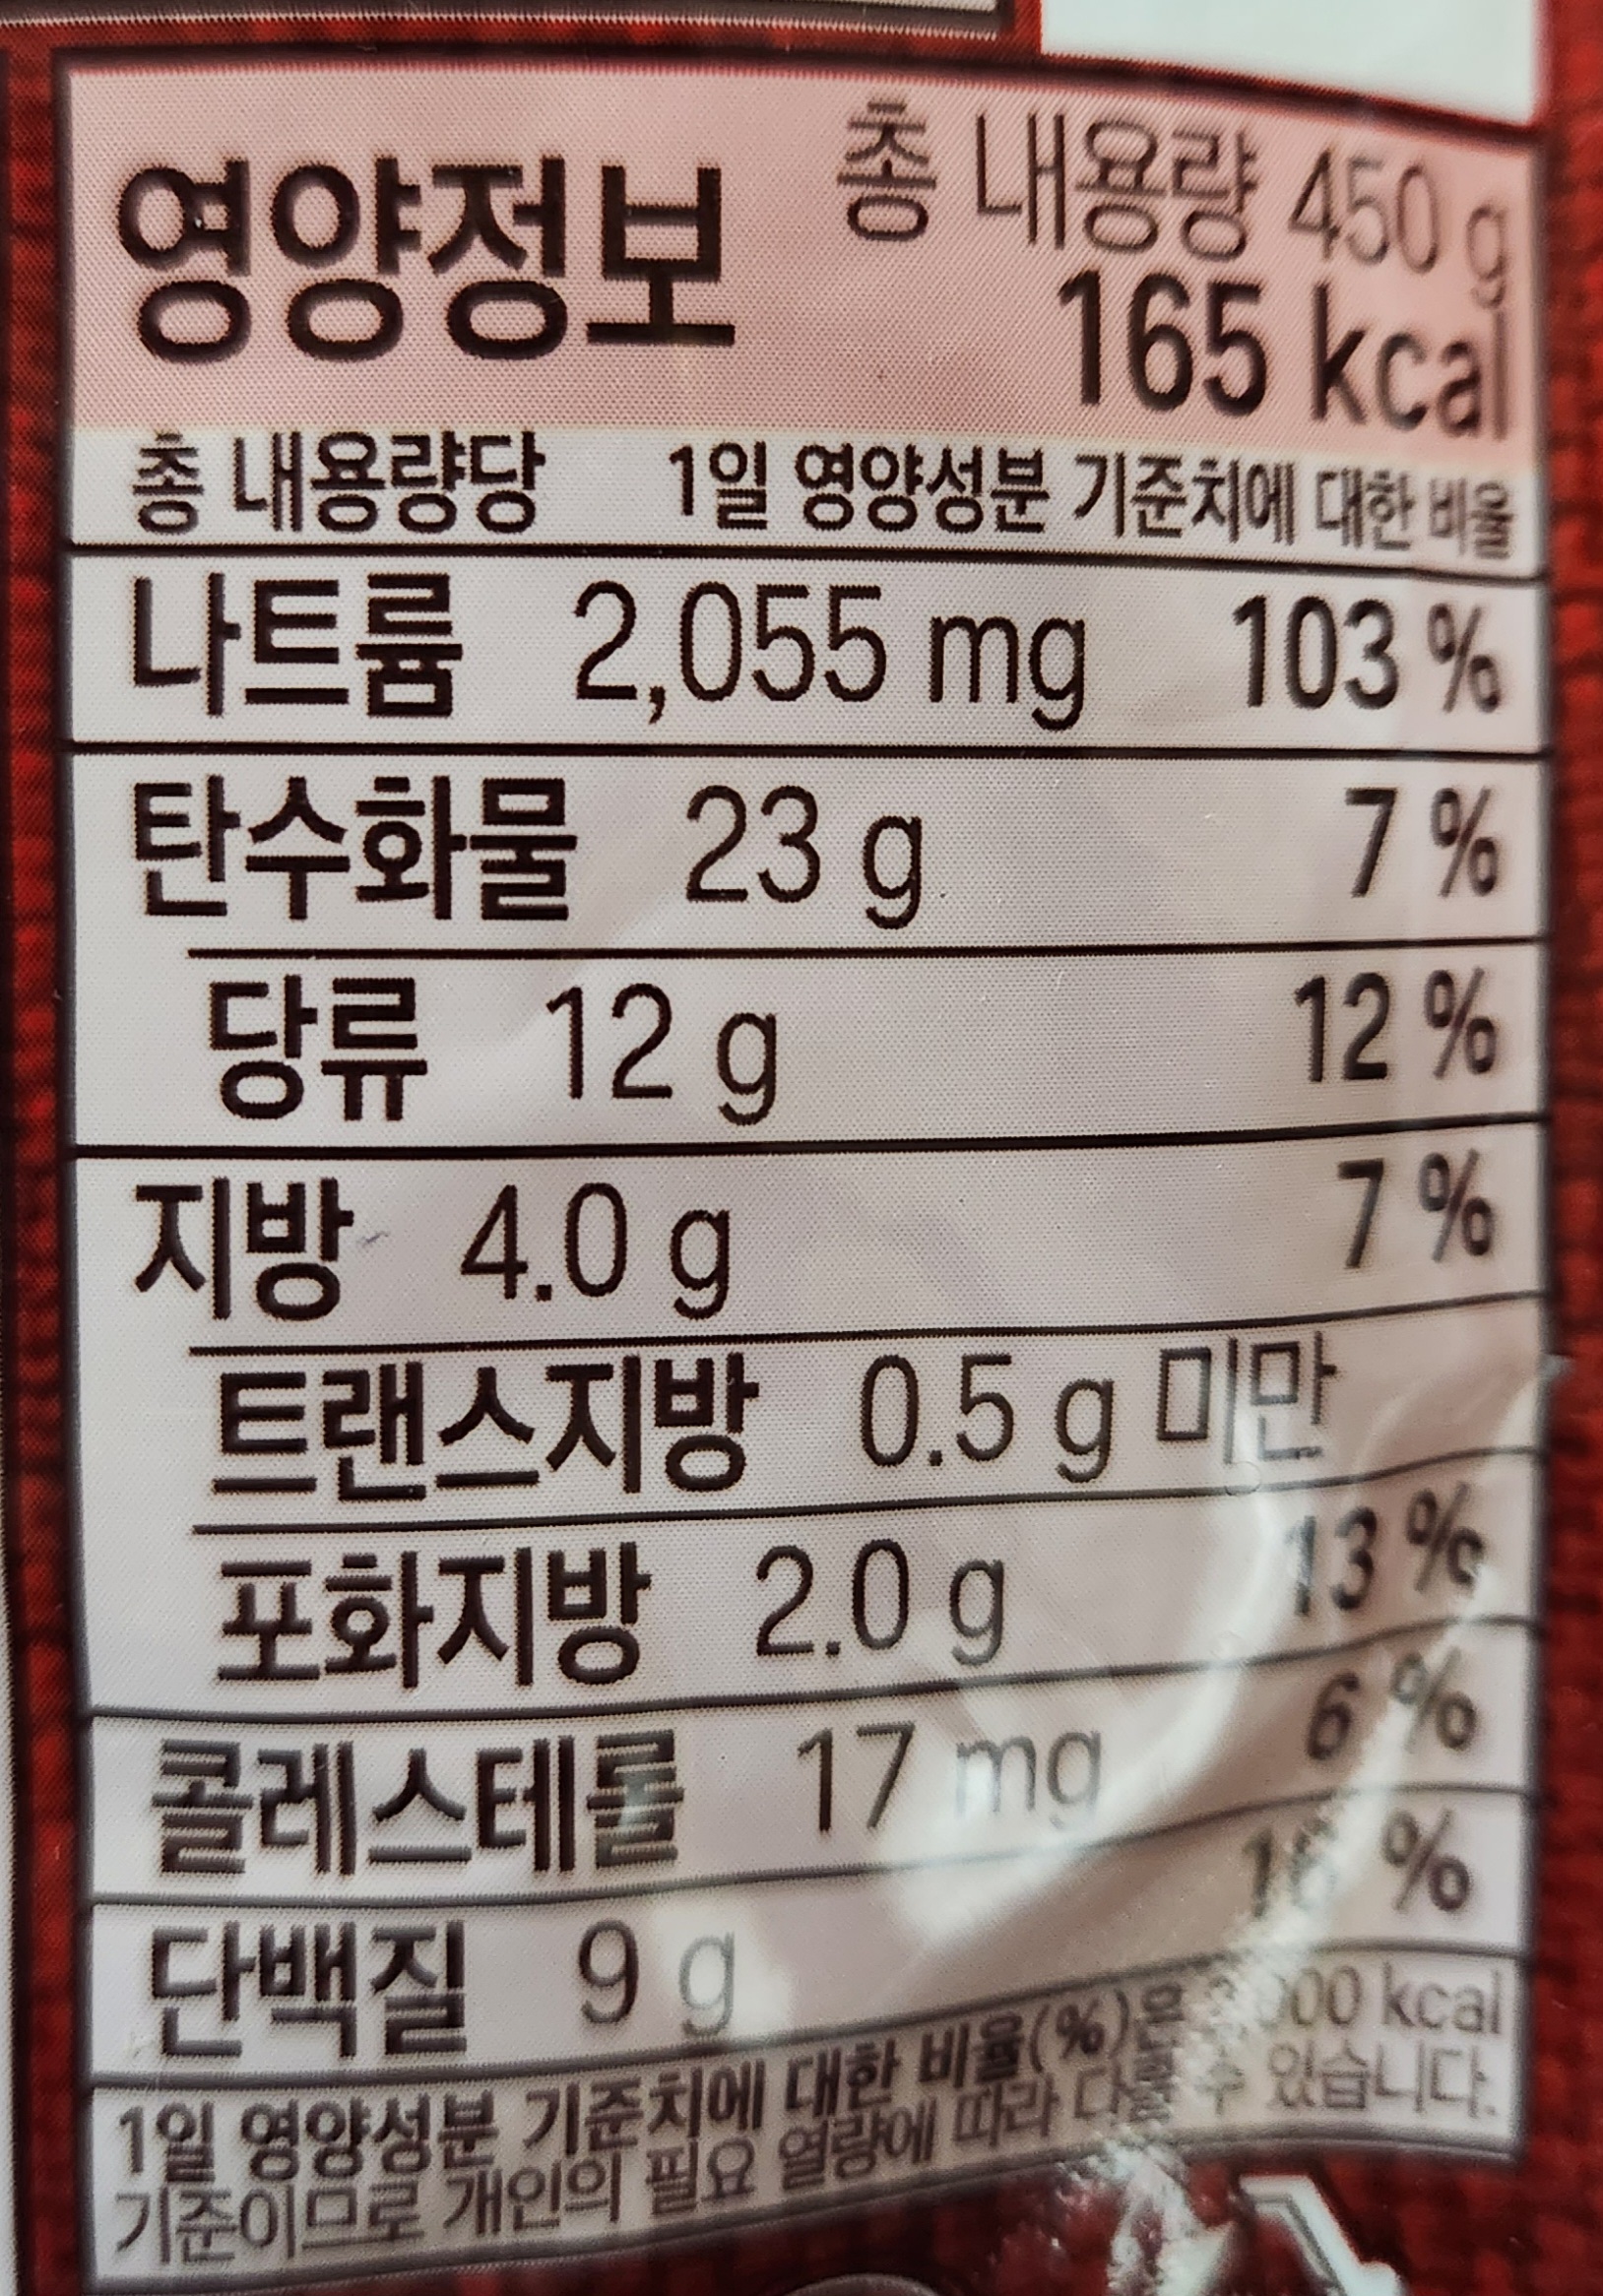 영양정보 총 내용량 450 g
165 kcal
총 내용량당 1일 영양성분 기준치에 대한 비율
나트륨 2,055 mg 103 %
탄수화물 23 g 7 %
당류 12 g 12 %
지방 4.0 g 7 %
트랜스지방 0.5 g 미만
포화지방 2.0 g 13 %
콜레스테롤 17 mg 6 %
단백질 9 g %
1일 영양성분 기준치에 대한 비율(%)은 2,000 kcal
기준이므로 개인의 필요 열량에 따라 다를 수 있습니다.